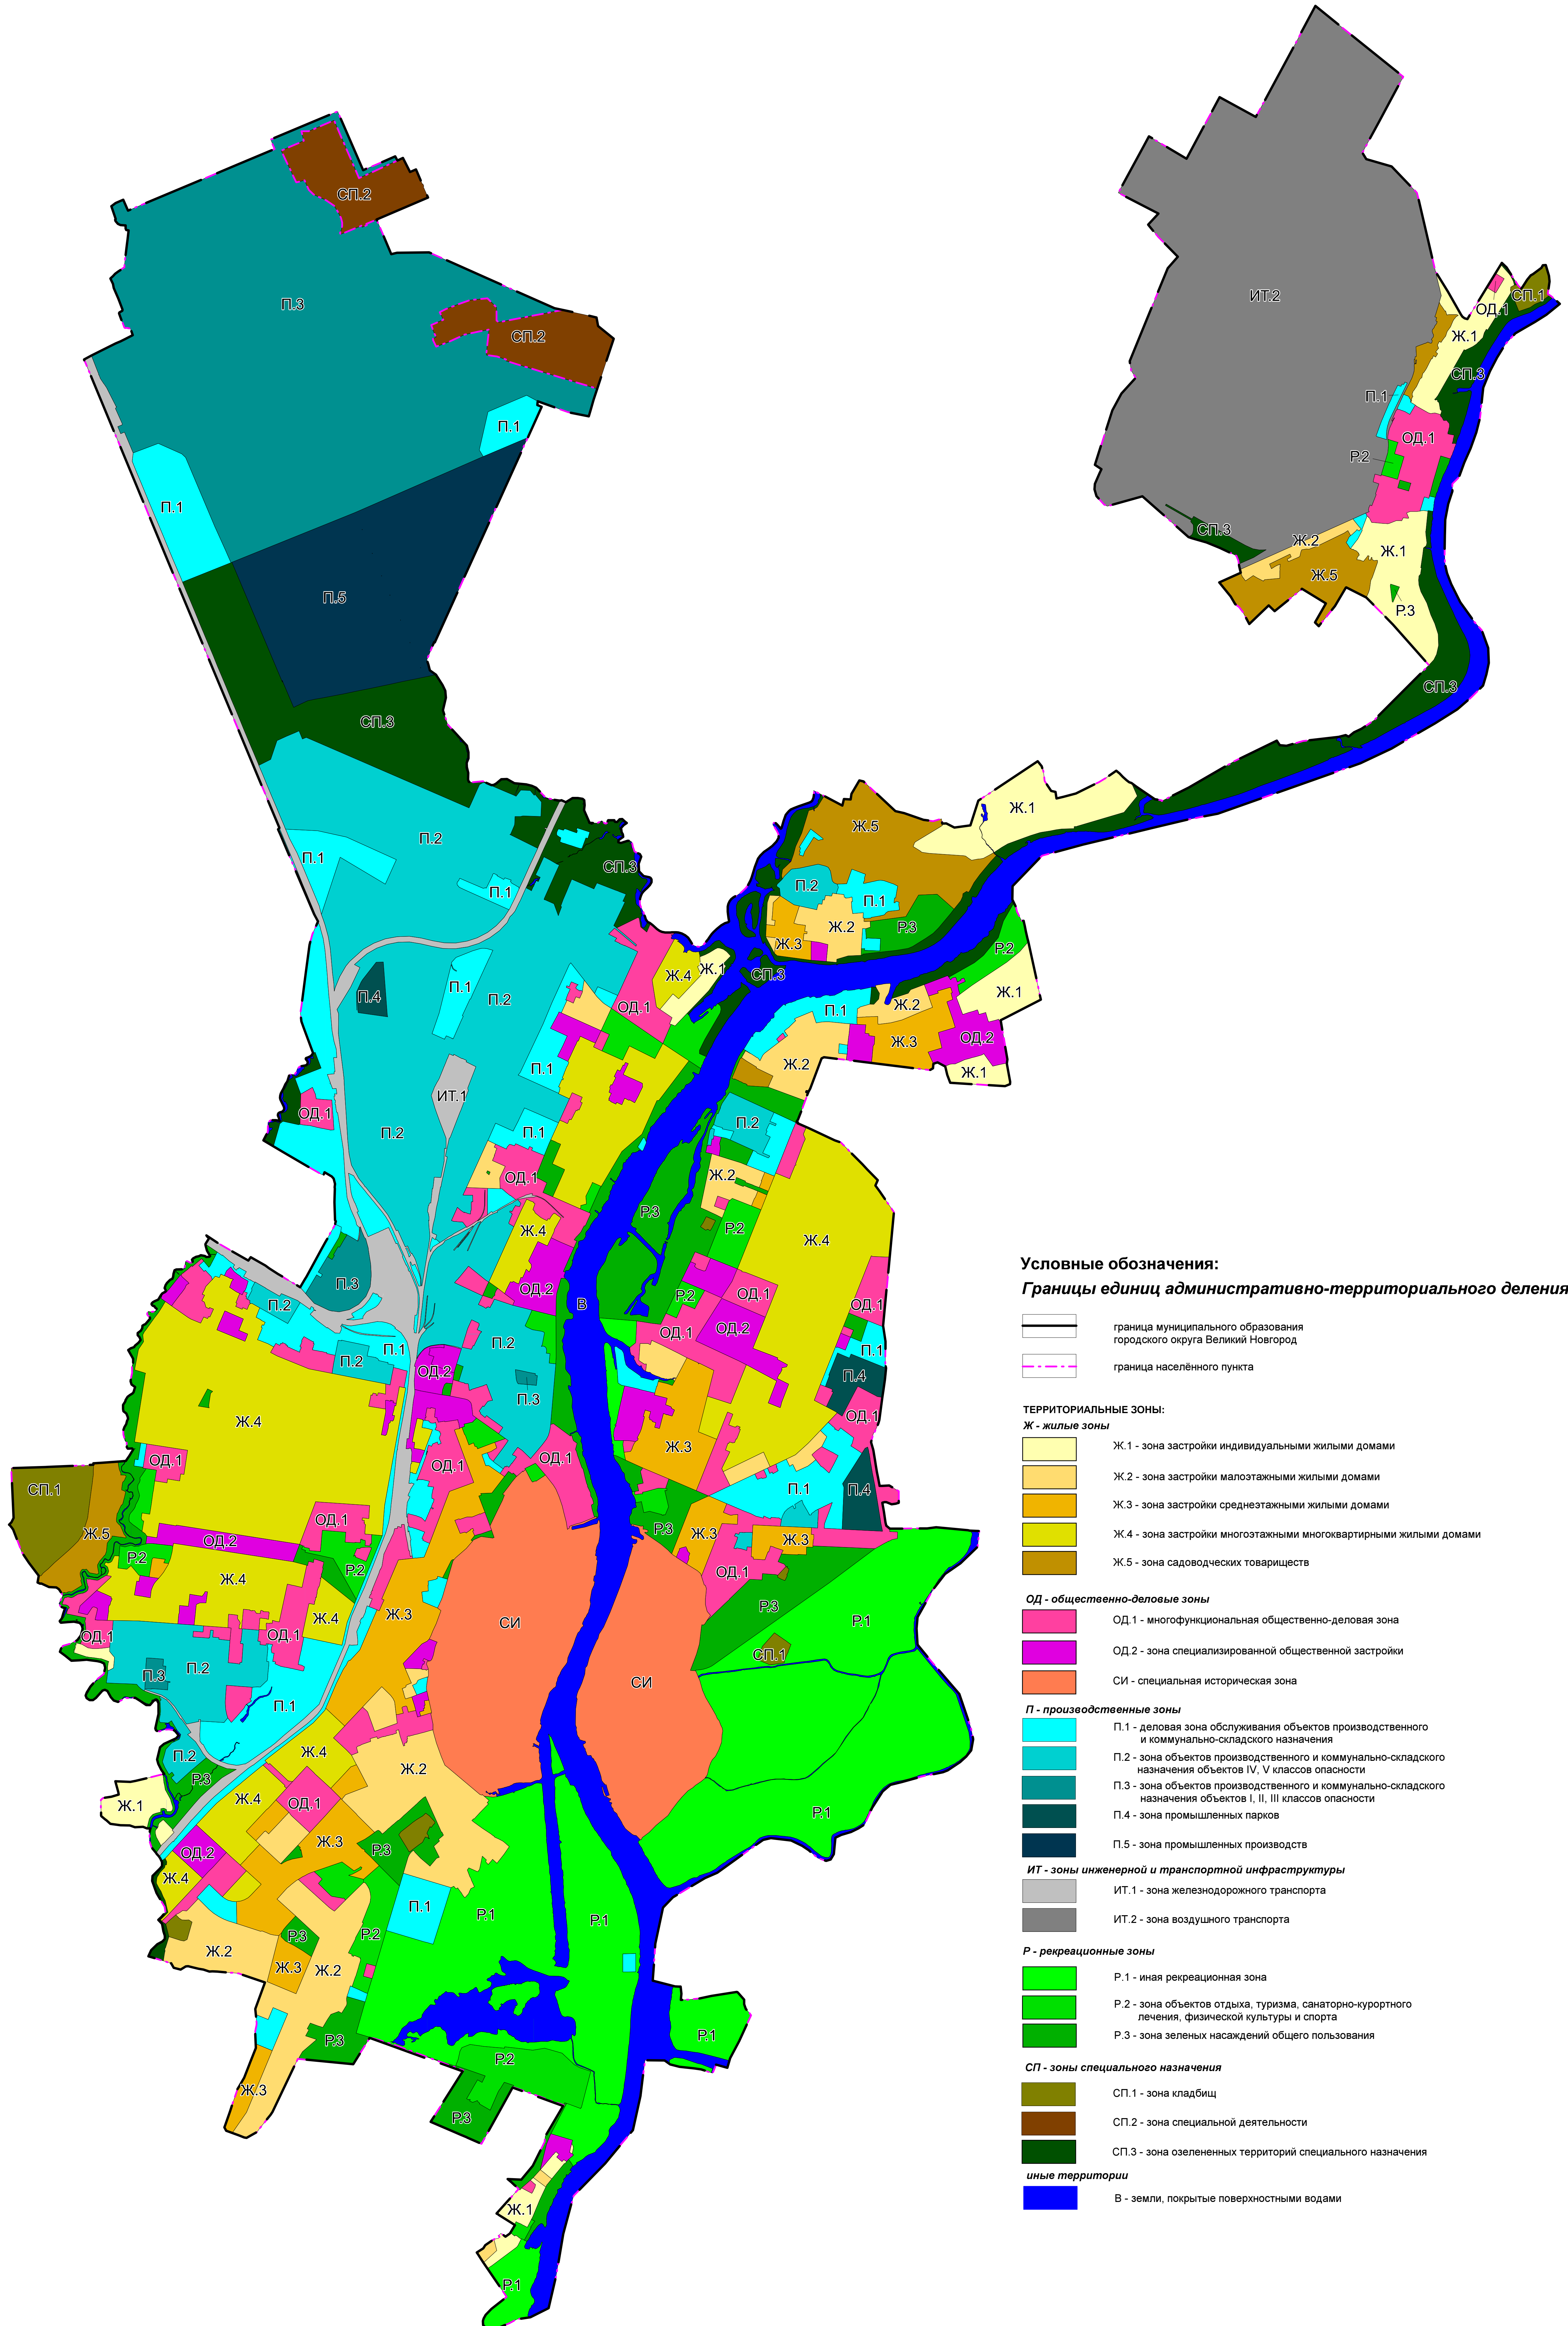 СП.2
П.3
СП.2
П.1
П.1
П.5
СП.3
П.2
П.1
П.1
СП.3
П.4
П.1
П.2
П.1
ИТ.1
П.2
ОД.1
П.1
ОД.1
Ж.4
Ж.1
ОД.1
ИТ.2
ОД.1
СП.1
Ж.1
СП.3
П.1
ОД.1
Р.2
СП.3
Ж.2
Ж.1
Ж.5
Р.3
СП.3
Ж.1
Ж.5
П.2
П.1
Ж.2
Р.3
Ж.3
СП.3
Р.2
Ж.1
П.1
Ж.2
Ж.3
ОД.2
Ж.1
Ж.2
П.2
Ж.2
Р.3
Р.2
Ж.4
Ж.4
ОД.2
В
Р.2
ОД.1
ОД.1
ОД.2
ОД.1
П.1
П.4
ОД.1
П.3
П.2
П.2
П.1
П.2
ОД.2
П.3
Ж.4
ОД.1
ОД.1
ОД.1
Ж.3
П.1
П.4
СП.1
Ж.5
ОД.1
ОД.2
Р.2
Р.2
Ж.4
Ж.4
Ж.3
Р.3
Ж.3
Ж.3
ОД.1
Р.3
Р.1
СП.1
СИ
СИ
ОД.1
ОД.1
П.3
П.2
П.1
П.2
Р.3
Ж.1
Ж.4
Ж.4
ОД.1
Ж.2
Ж.3
Р.3
ОД.2
Ж.4
П.1
Р.1
Р.1
Р.1
Ж.2
Р.3
Ж.3
Ж.2
Р.2
Р.3
Ж.3
Р.2
Р.3
Р.1
Ж.1
Р.1
Условные обозначения:
Границы единиц административно-территориального деления
граница муниципального образования
городского округа Великий Новгород
граница населённого пункта
ТЕРРИТОРИАЛЬНЫЕ ЗОНЫ:
Ж - жилые зоны
Ж.1 - зона застройки индивидуальными жилыми домами
Ж.2 - зона застройки малоэтажными жилыми домами
Ж.3 - зона застройки среднеэтажными жилыми домами
Ж.4 - зона застройки многоэтажными многоквартирными жилыми домами
Ж.5 - зона садоводческих товариществ
ОД - общественно-деловые зоны
ОД.1 - многофункциональная общественно-деловая зона
ОД.2 - зона специализированной общественной застройки
СИ - специальная историческая зона
П - производственные зоны
П.1 - деловая зона обслуживания объектов производственного
и коммунально-складского назначения
П.2 - зона объектов производственного и коммунально-складского
назначения объектов IV, V классов опасности
П.3 - зона объектов производственного и коммунально-складского
назначения объектов I, II, III классов опасности
П.4 - зона промышленных парков
П.5 - зона промышленных производств
ИТ - зоны инженерной и транспортной инфраструктуры
ИТ.1 - зона железнодорожного транспорта
ИТ.2 - зона воздушного транспорта
Р - рекреационные зоны
Р.1 - иная рекреационная зона
Р.2 - зона объектов отдыха, туризма, санаторно-курортного
лечения, физической культуры и спорта
Р.3 - зона зеленых насаждений общего пользования
СП - зоны специального назначения
СП.1 - зона кладбищ
СП.2 - зона специальной деятельности
СП.3 - зона озелененных территорий специального назначения
иные территории
В - земли, покрытые поверхностными водами